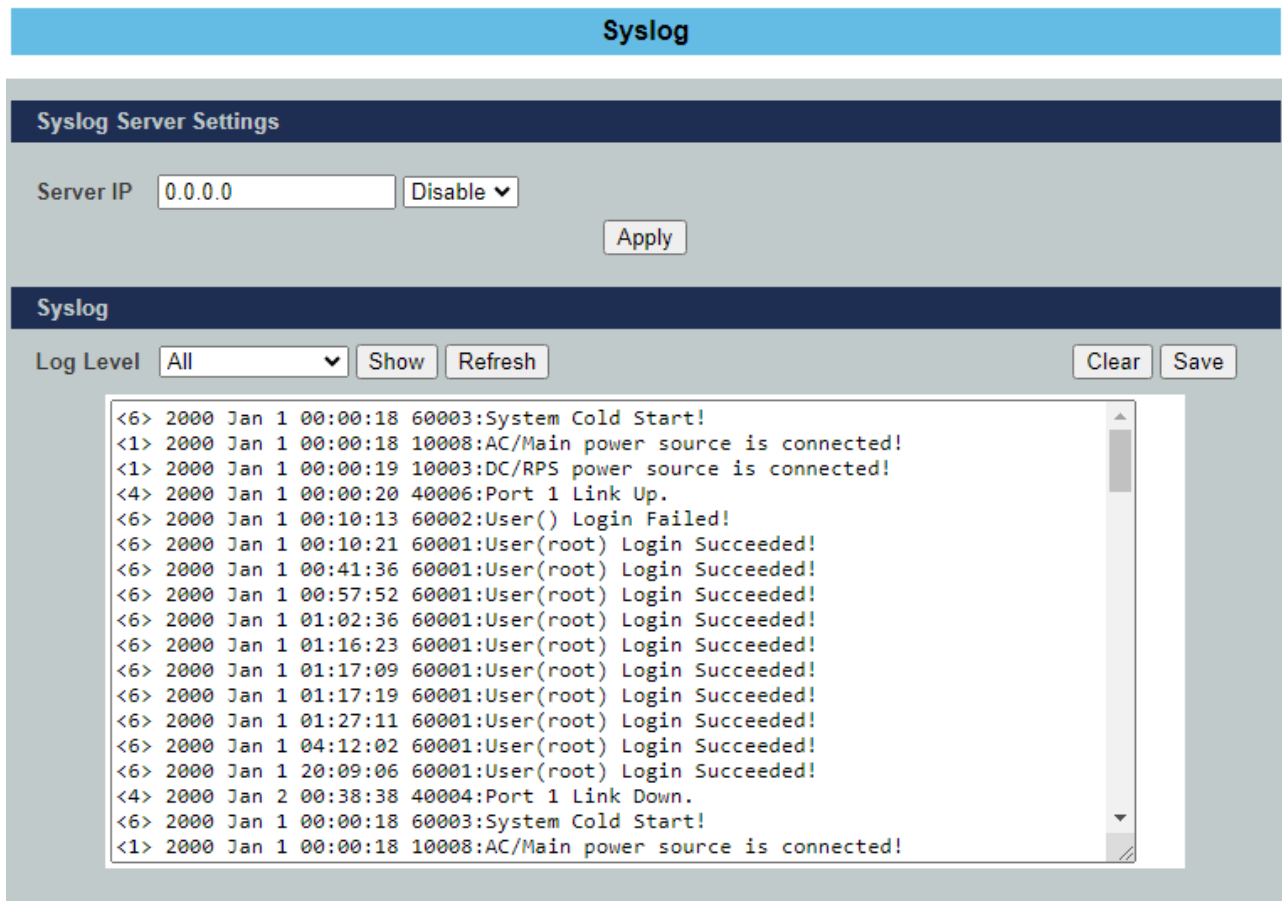 Syslog
Syslog Server Settings
Server IP 0.0.0.0 Disable
Apply
Syslog
Log Level All Show Refresh Clear Save
<6> 2000 Jan 1 00:00:18 60003:System Cold Start!
<1> 2000 Jan 1 00:00:18 10008:AC/Main power source is connected!
<1> 2000 Jan 1 00:00:19 10003:DC/RPS power source is connected!
<4> 2000 Jan 1 00:00:20 40006:Port 1 Link Up.
<6> 2000 Jan 1 00:10:13 60002:User() Login Failed!
<6> 2000 Jan 1 00:10:21 60001:User(root) Login Succeeded!
<6> 2000 Jan 1 00:41:36 60001:User(root) Login Succeeded!
<6> 2000 Jan 1 00:57:52 60001:User(root) Login Succeeded!
<6> 2000 Jan 1 01:02:36 60001:User(root) Login Succeeded!
<6> 2000 Jan 1 01:16:23 60001:User(root) Login Succeeded!
<6> 2000 Jan 1 01:17:09 60001:User(root) Login Succeeded!
<6> 2000 Jan 1 01:17:19 60001:User(root) Login Succeeded!
<6> 2000 Jan 1 01:27:11 60001:User(root) Login Succeeded!
<6> 2000 Jan 1 04:12:02 60001:User(root) Login Succeeded!
<6> 2000 Jan 1 20:09:06 60001:User(root) Login Succeeded!
<4> 2000 Jan 2 00:38:38 40004:Port 1 Link Down.
<6> 2000 Jan 1 00:00:18 60003:System Cold Start!
<1> 2000 Jan 1 00:00:18 10008:AC/Main power source is connected!